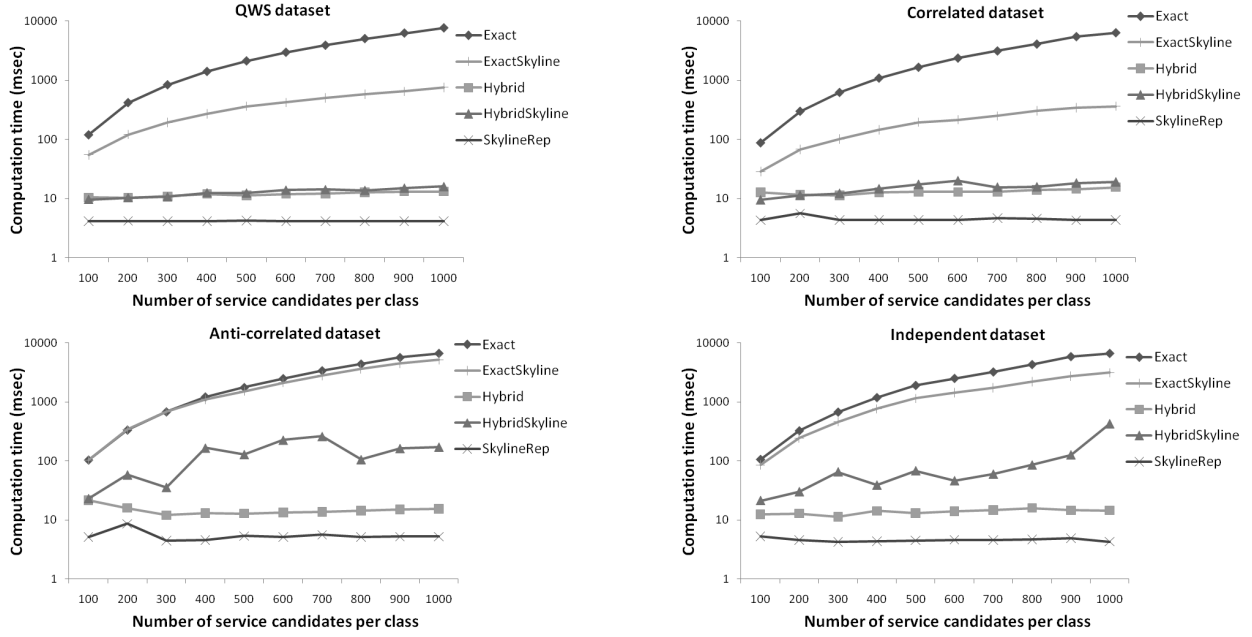 QWS dataset
Computation time (msec)
10000
1000
100
10
1
100 200 300 400 500 600 700 800 900 1000
Number of service candidates per class
Exact
ExactSkyline
Hybrid
HybridSkyline
SkylineRep
Correlated dataset
Computation time (msec)
10000
1000
100
10
1
100 200 300 400 500 600 700 800 900 1000
Number of service candidates per class
Exact
ExactSkyline
Hybrid
HybridSkyline
SkylineRep
Anti-correlated dataset
Computation time (msec)
10000
1000
100
10
1
100 200 300 400 500 600 700 800 900 1000
Number of service candidates per class
Exact
ExactSkyline
Hybrid
HybridSkyline
SkylineRep
Independent dataset
Computation time (msec)
10000
1000
100
10
1
100 200 300 400 500 600 700 800 900 1000
Number of service candidates per class
Exact
ExactSkyline
Hybrid
HybridSkyline
SkylineRep